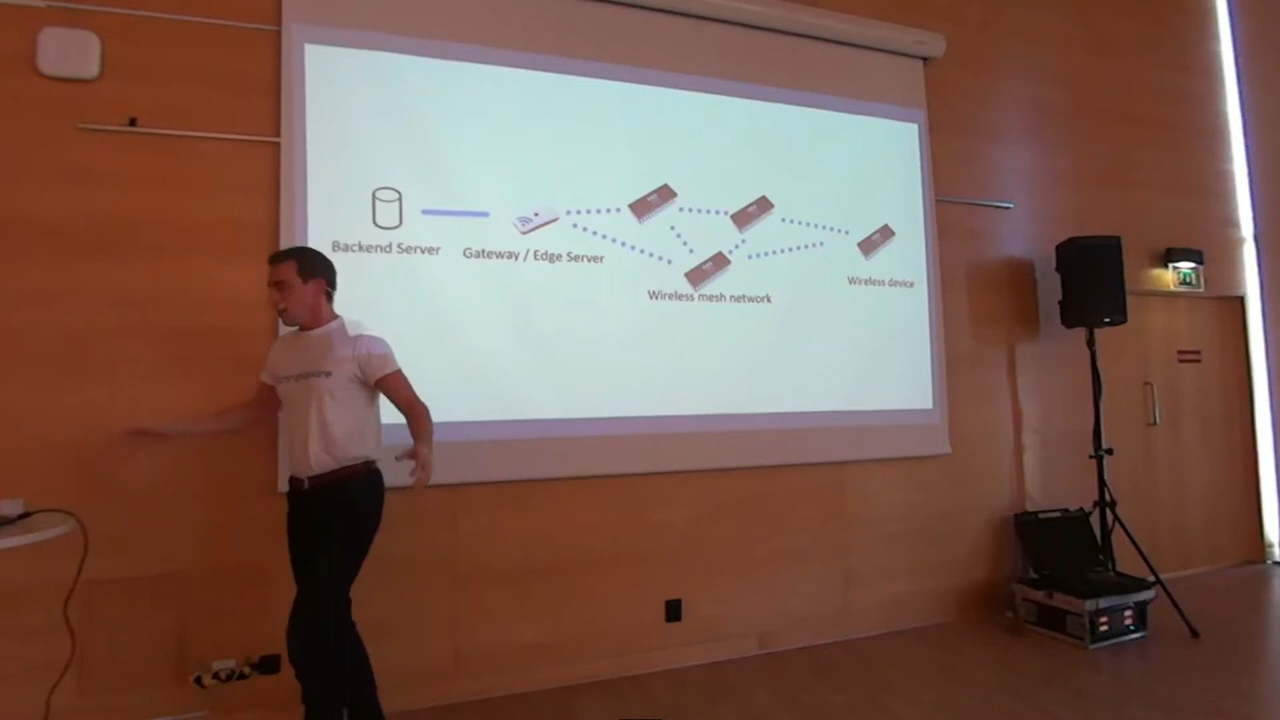 Backend Server
Gateway / Edge Server
Wireless mesh network
Wireless device